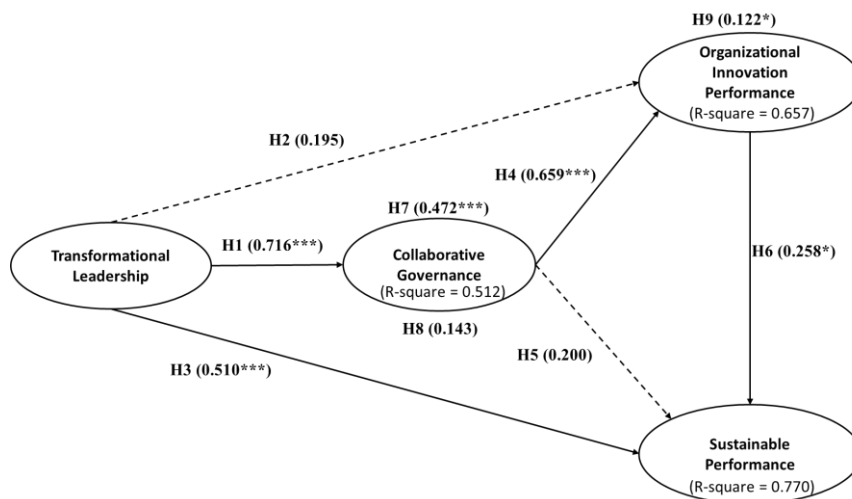 H9 (0.122*)
Organizational
Innovation
Performance
(R-square = 0.657)
H2 (0.195)
H4 (0.659***)
H7 (0.472***)
H1 (0.716***)
Transformational
Leadership
Collaborative
Governance
(R-square = 0.512)
H6 (0.258*)
H8 (0.143)
H5 (0.200)
H3 (0.510***)
Sustainable
Performance
(R-square = 0.770)